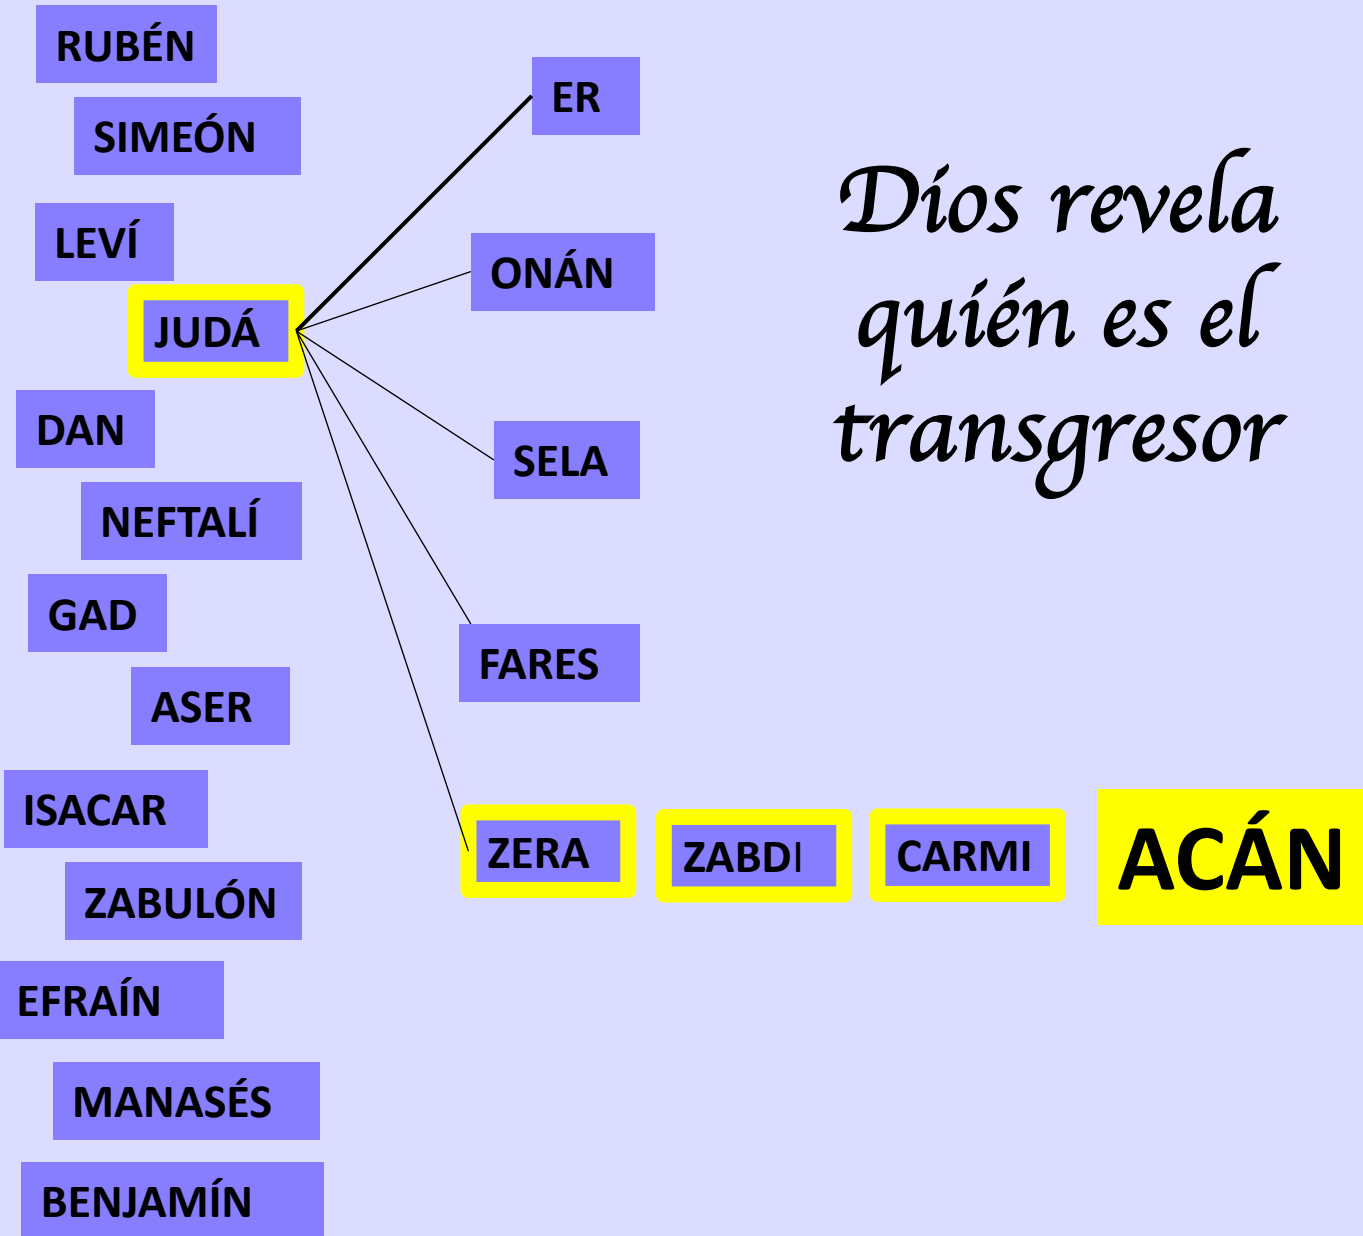 RUBÉN
SIMEÓN
LEVÍ
JUDÁ
DAN
NEFTALÍ
GAD
ASER
ISACAR
ZABULÓN
EFRAÍN
MANASÉS
BENJAMÍN
ER
ONÁN
SELA
FARES
ZERA
ZABDI
CARMI
ACÁN
Díos revela
quíén es el
transgresor